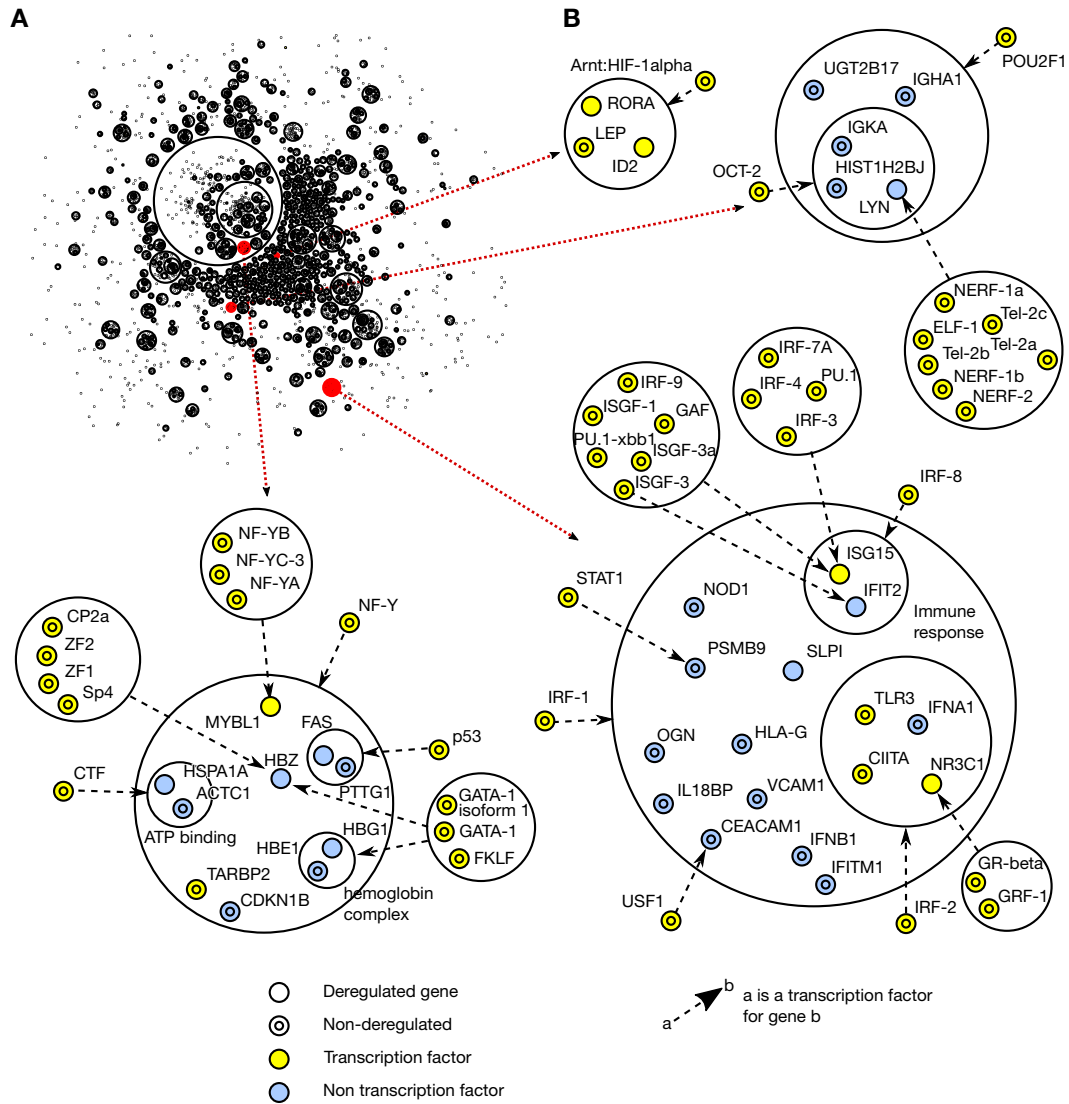 A
B
Arnt:HIF-1alpha
RORA
LEP
ID2
UGT2B17
IGHA1
POU2F1
IGKA
HIST1H2BJ
LYN
OCT-2
NERF-1a
Tel-2c
ELF-1
Tel-2a
Tel-2b
NERF-1b
NERF-2
IRF-7A
IRF-4
PU.1
IRF-3
IRF-9
ISGF-1
GAF
PU.1-xbb1
ISGF-3a
ISGF-3
IRF-8
ISG15
IFIT2
Immune
response
STAT1
NOD1
PSMB9
SLPI
IRF-1
TLR3
IFNA1
CIITA
NR3C1
OGN
HLA-G
IL18BP
VCAM1
CEACAM1
IFNB1
IFITM1
USF1
IRF-2
GR-beta
GRF-1
NF-YB
NF-YC-3
NF-YA
NF-Y
CP2a
ZF2
ZF1
Sp4
MYBL1
FAS
HBZ
PTTG1
p53
CTF
HSPA1A
ACTC1
ATP binding
GATA-1
isoform 1
GATA-1
FKLF
HBG1
HBE1
hemoglobin
complex
TARBP2
CDKN1B
Deregulated gene
Non-deregulated
Transcription factor
Non transcription factor
a
b
a is a transcription factor
for gene b